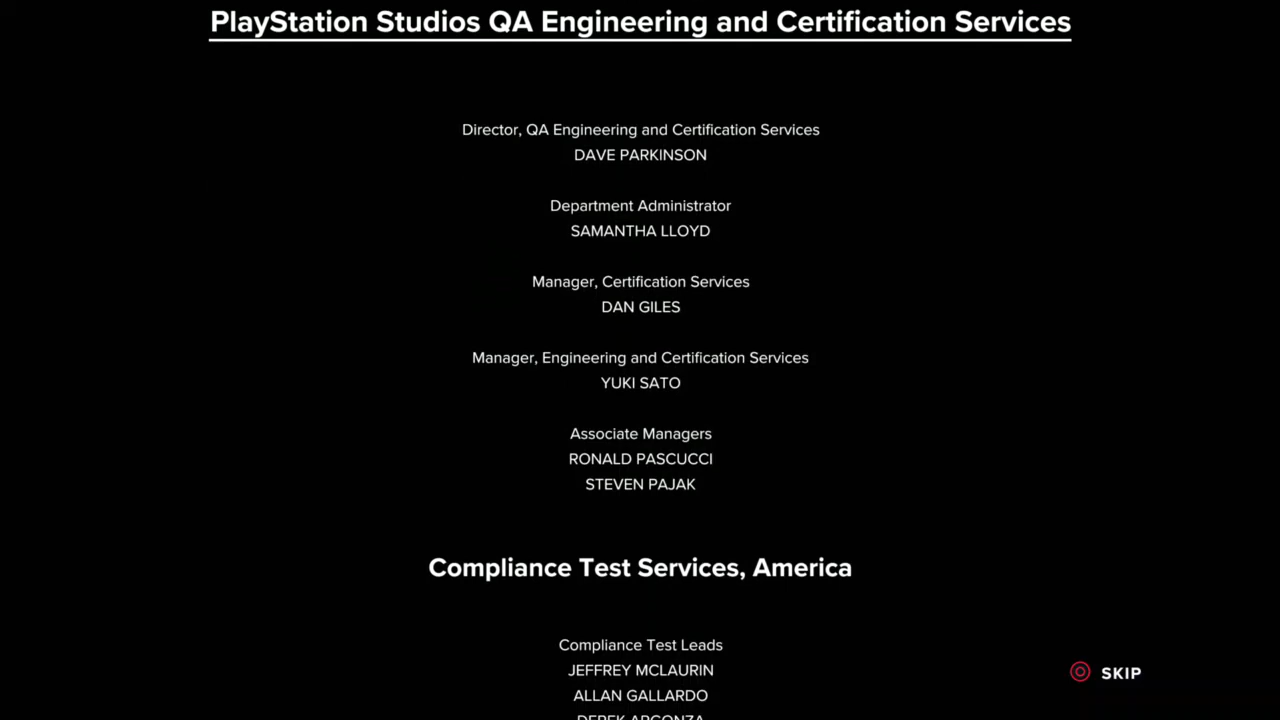 PlayStation Studios QA Engineering and Certification Services
Director, QA Engineering and Certification Services
DAVE PARKINSON
Department Administrator
SAMANTHA LLOYD
Manager, Certification Services
DAN GILES
Manager, Engineering and Certification Services
YUKI SATO
Associate Managers
RONALD PASCUCCI
STEVEN PAJAK
Compliance Test Services, America
Compliance Test Leads
JEFFREY MCLAURIN
ALLAN GALLARDO
DEREK ARGONZA
SKIP